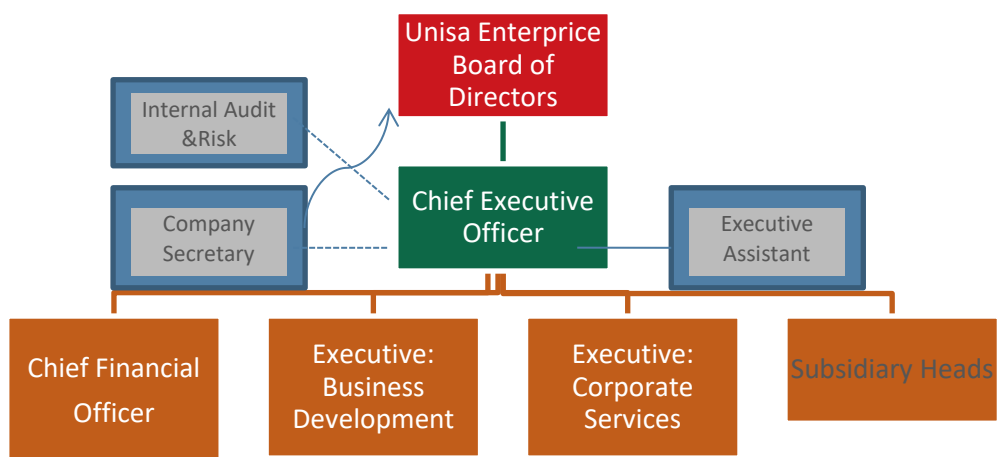 Unisa Enterprice
Board of
Directors
Internal Audit
&Risk
Chief Executive
Officer
Company
Secretary
Executive
Assistant
Chief Financial
Officer
Executive:
Business
Development
Executive:
Corporate
Services
Subsidiary Heads